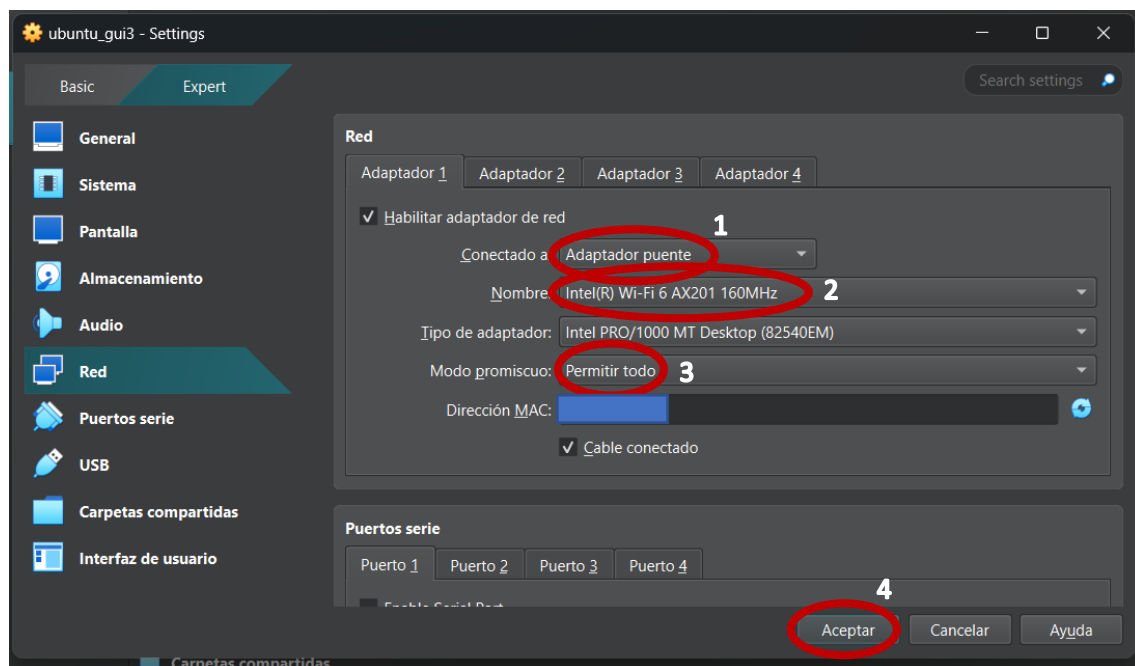 ubuntu_gui3 - Settings
Basic
Expert
Search settings
General
Sistema
Pantalla
Almacenamiento
Audio
Red
Puertos serie
USB
Carpetas compartidas
Interfaz de usuario
Red
Adaptador 1 Adaptador 2 Adaptador 3 Adaptador 4
Habilitar adaptador de red
1
Conectado a Adaptador puente
Nombre Intel(R) Wi-Fi 6 AX201 160MHz 2
Tipo de adaptador: Intel PRO/1000 MT Desktop (82540EM)
Modo promiscuo: Permitir todo 3
Dirección MAC:
Cable conectado
Puertos serie
Puerto 1 Puerto 2 Puerto 3 Puerto 4
Enable Serial Port
4
Aceptar Cancelar Ayuda
Carpetas compartidas